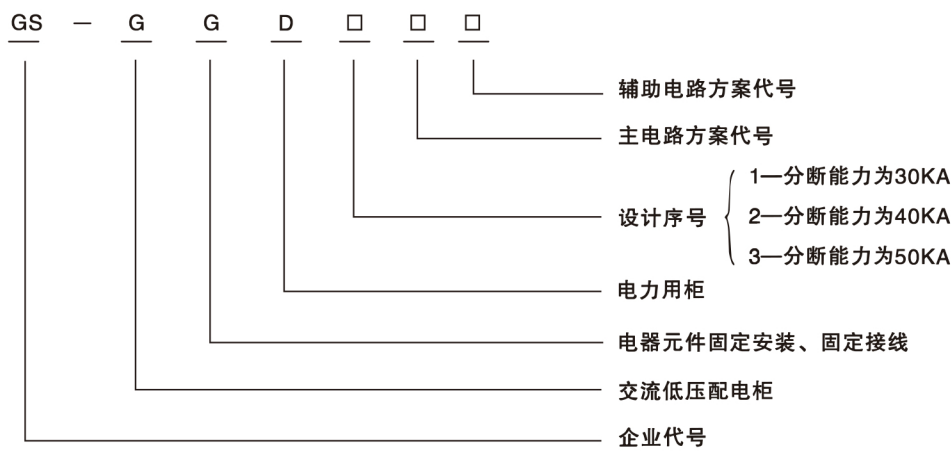 GS — G G D □ □ □
辅助电路方案代号
主电路方案代号
1—分断能力为30KA
设计序号 2—分断能力为40KA
3—分断能力为50KA
电力用柜
电器元件固定安装、固定接线
交流低压配电柜
企业代号